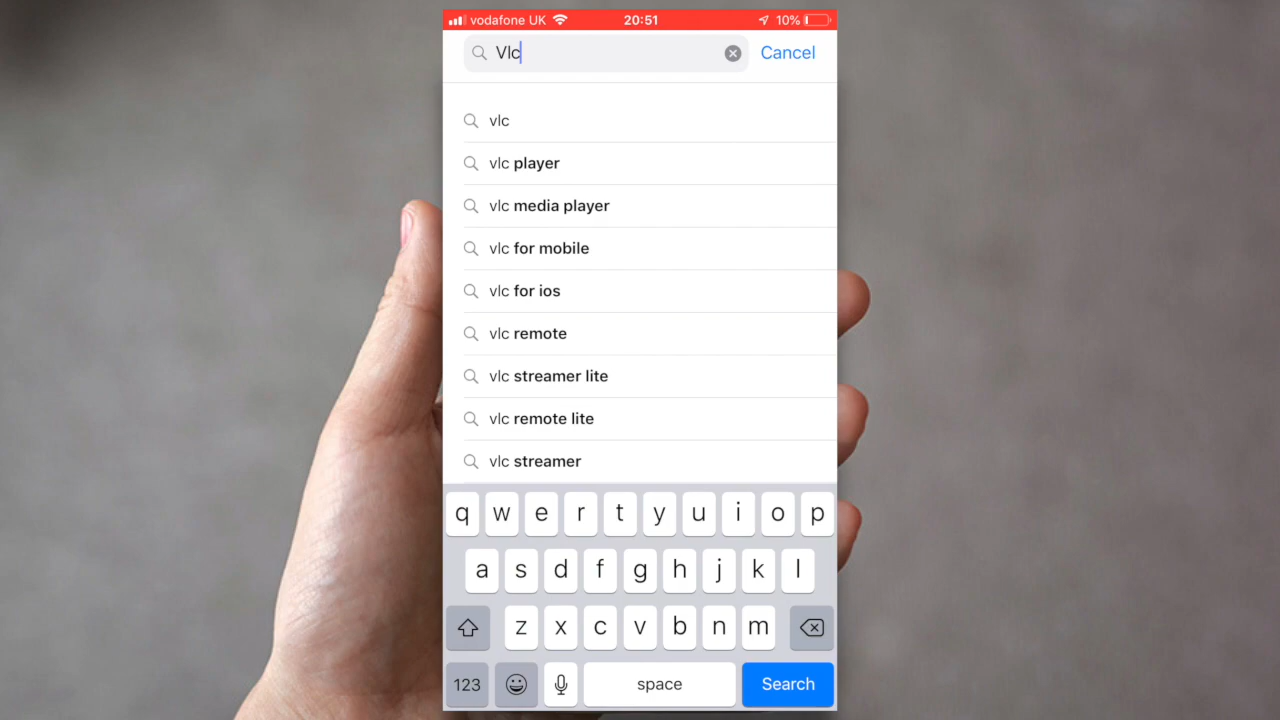 vodafone UK 20:51 10%
Vlc Cancel
vlc
vlc player
vlc media player
vlc for mobile
vlc for ios
vlc remote
vlc streamer lite
vlc remote lite
vlc streamer
q w e r t y u i o p
a s d f g h j k l
z x c v b n m
123 space Search